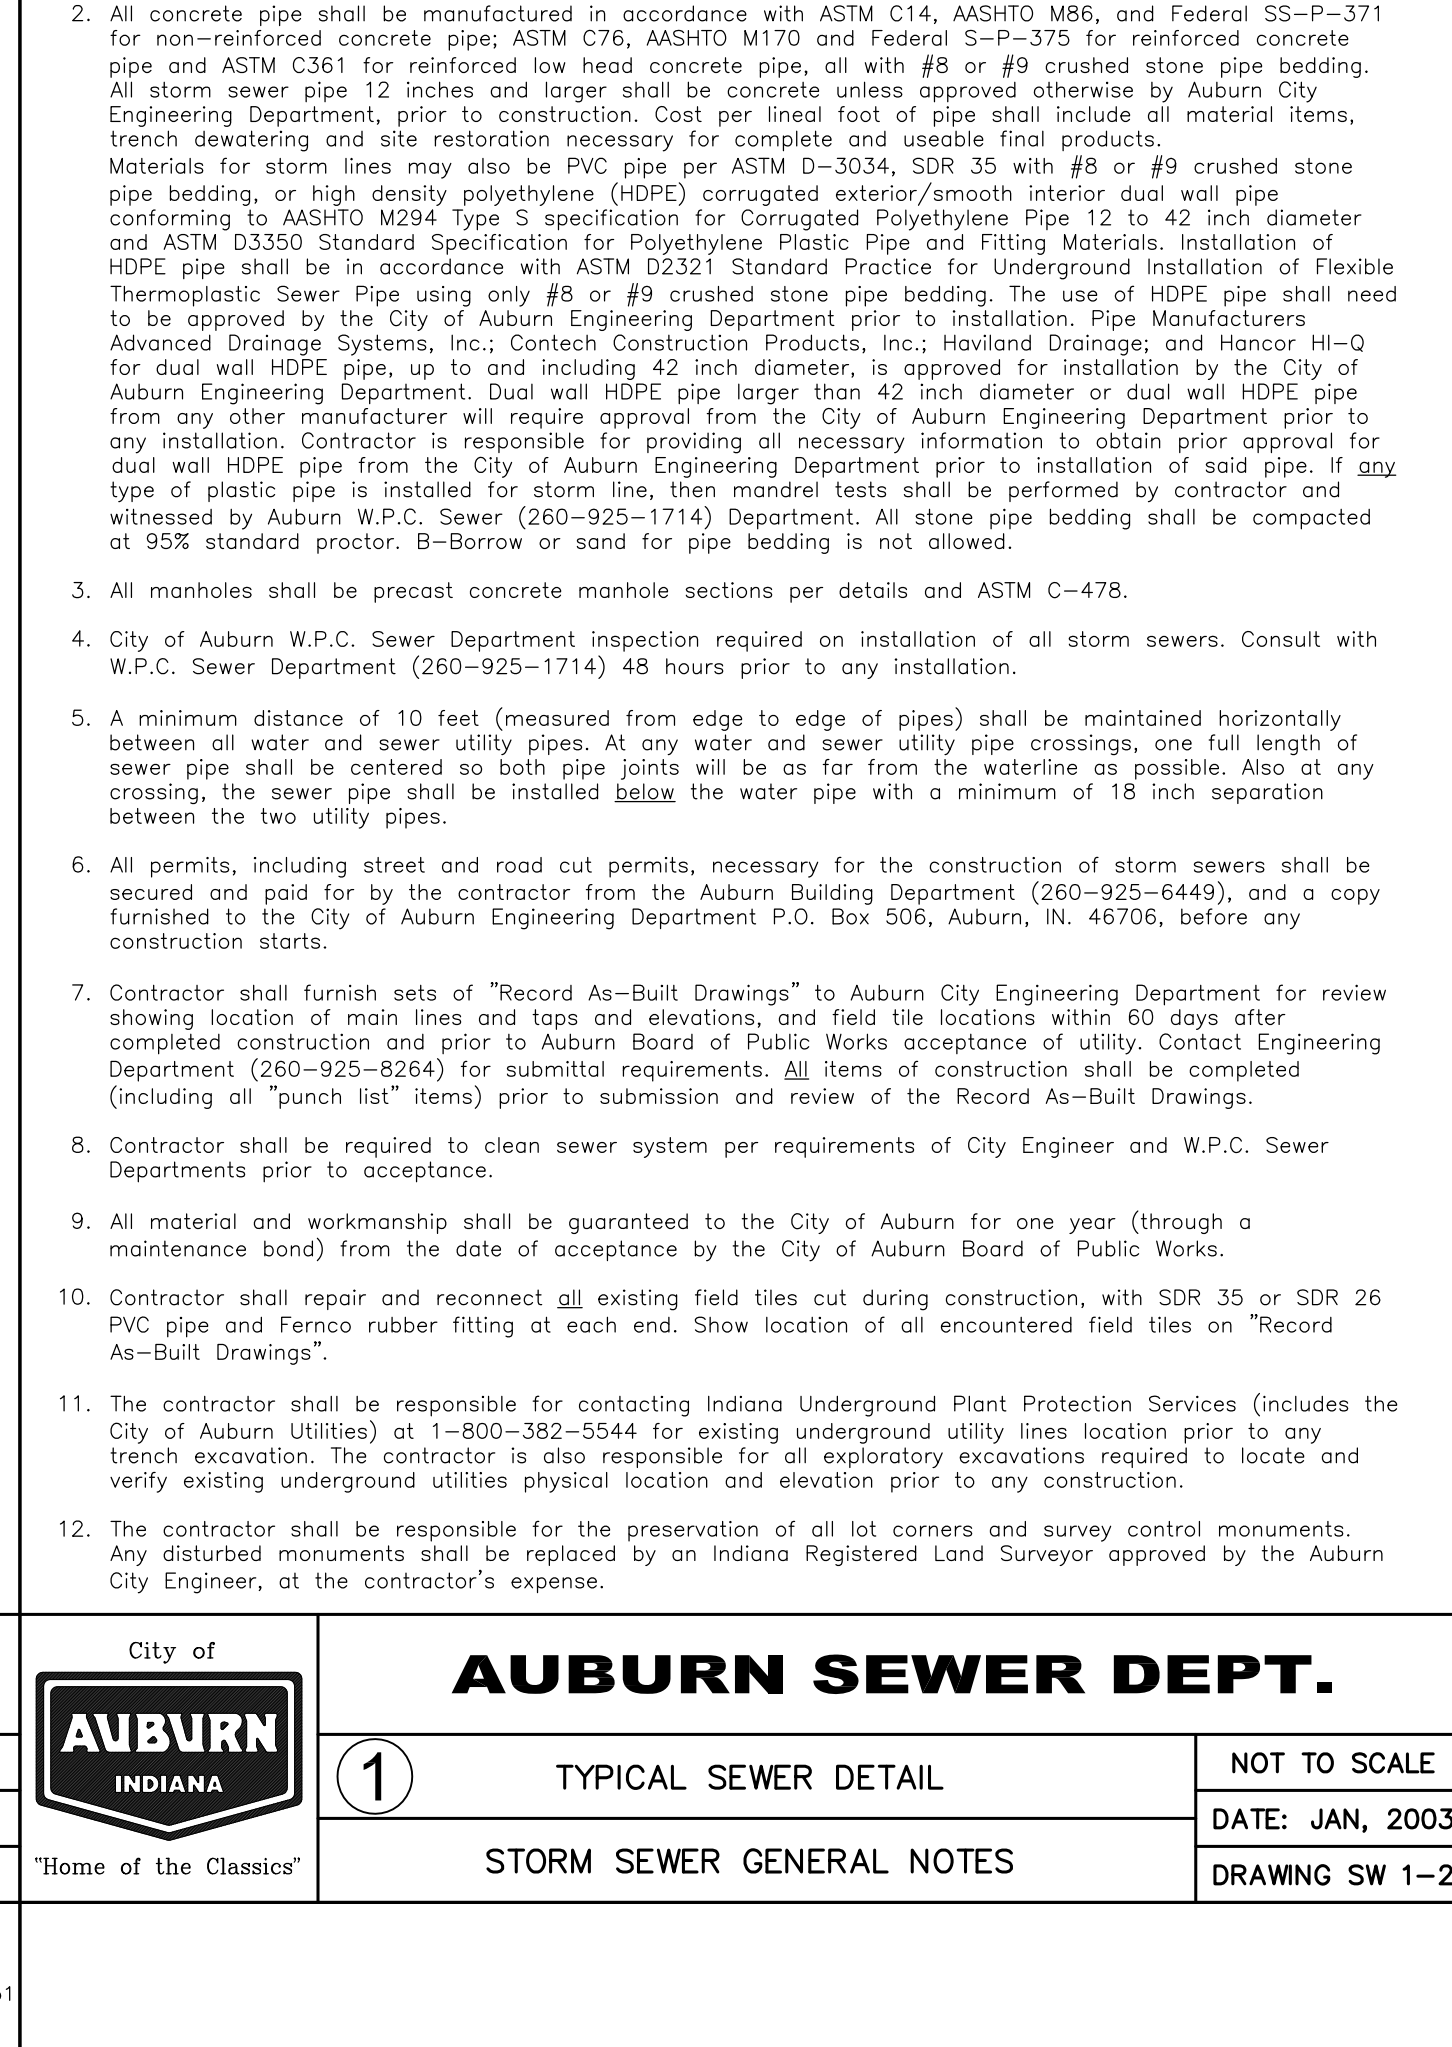 2. All concrete pipe shall be manufactured in accordance with ASTM C14, AASHTO M86, and Federal SS-P-371
for non-reinforced concrete pipe; ASTM C76, AASHTO M170 and Federal S-P-375 for reinforced concrete
pipe and ASTM C361 for reinforced low head concrete pipe, all with #8 or #9 crushed stone pipe bedding.
All storm sewer pipe 12 inches and larger shall be concrete unless approved otherwise by Auburn City
Engineering Department, prior to construction. Cost per lineal foot of pipe shall include all material items,
trench dewatering and site restoration necessary for complete and useable final products.
Materials for storm lines may also be PVC pipe per ASTM D-3034, SDR 35 with #8 or #9 crushed stone
pipe bedding, or high density polyethylene (HDPE) corrugated exterior/smooth interior dual wall pipe
conforming to AASHTO M294 Type S specification for Corrugated Polyethylene Pipe 12 to 42 inch diameter
and ASTM D3350 Standard Specification for Polyethylene Plastic Pipe and Fitting Materials. Installation of
HDPE pipe shall be in accordance with ASTM D2321 Standard Practice for Underground Installation of Flexible
Thermoplastic Sewer Pipe using only #8 or #9 crushed stone pipe bedding. The use of HDPE pipe shall need
to be approved by the City of Auburn Engineering Department prior to installation. Pipe Manufacturers
Advanced Drainage Systems, Inc.; Contech Construction Products, Inc.; Haviland Drainage; and Hancor HI-Q
for dual wall HDPE pipe, up to and including 42 inch diameter, is approved for installation by the City of
Auburn Engineering Department. Dual wall HDPE pipe larger than 42 inch diameter or dual wall HDPE pipe
from any other manufacturer will require approval from the City of Auburn Engineering Department prior to
any installation. Contractor is responsible for providing all necessary information to obtain prior approval for
dual wall HDPE pipe from the City of Auburn Engineering Department prior to installation of said pipe. If any
type of plastic pipe is installed for storm line, then mandrel tests shall be performed by contractor and
witnessed by Auburn W.P.C. Sewer (260-925-1714) Department. All stone pipe bedding shall be compacted
at 95% standard proctor. B-Borrow or sand for pipe bedding is not allowed.
3. All manholes shall be precast concrete manhole sections per details and ASTM C-478.
4. City of Auburn W.P.C. Sewer Department inspection required on installation of all storm sewers. Consult with
W.P.C. Sewer Department (260-925-1714) 48 hours prior to any installation.
5. A minimum distance of 10 feet (measured from edge to edge of pipes) shall be maintained horizontally
between all water and sewer utility pipes. At any water and sewer utility pipe crossings, one full length of
sewer pipe shall be centered so both pipe joints will be as far from the waterline as possible. Also at any
crossing, the sewer pipe shall be installed below the water pipe with a minimum of 18 inch separation
between the two utility pipes.
6. All permits, including street and road cut permits, necessary for the construction of storm sewers shall be
secured and paid for by the contractor from the Auburn Building Department (260-925-6449), and a copy
furnished to the City of Auburn Engineering Department P.O. Box 506, Auburn, IN. 46706, before any
construction starts.
7. Contractor shall furnish sets of "Record As-Built Drawings" to Auburn City Engineering Department for review
showing location of main lines and taps and elevations, and field tile locations within 60 days after
completed construction and prior to Auburn Board of Public Works acceptance of utility. Contact Engineering
Department (260-925-8264) for submittal requirements. All items of construction shall be completed
(including all "punch list" items) prior to submission and review of the Record As-Built Drawings.
8. Contractor shall be required to clean sewer system per requirements of City Engineer and W.P.C. Sewer
Departments prior to acceptance.
9. All material and workmanship shall be guaranteed to the City of Auburn for one year (through a
maintenance bond) from the date of acceptance by the City of Auburn Board of Public Works.
10. Contractor shall repair and reconnect all existing field tiles cut during construction, with SDR 35 or SDR 26
PVC pipe and Fernco rubber fitting at each end. Show location of all encountered field tiles on "Record
As-Built Drawings".
11. The contractor shall be responsible for contacting Indiana Underground Plant Protection Services (includes the
City of Auburn Utilities) at 1-800-382-5544 for existing underground utility lines location prior to any
trench excavation. The contractor is also responsible for all exploratory excavations required to locate and
verify existing underground utilities physical location and elevation prior to any construction.
12. The contractor shall be responsible for the preservation of all lot corners and survey control monuments.
Any disturbed monuments shall be replaced by an Indiana Registered Land Surveyor approved by the Auburn
City Engineer, at the contractor's expense.
City of
AUBURN
INDIANA
"Home of the Classics"
AUBURN SEWER DEPT.
1
TYPICAL SEWER DETAIL
STORM SEWER GENERAL NOTES
NOT TO SCALE
DATE: JAN, 2003
DRAWING SW 1-2